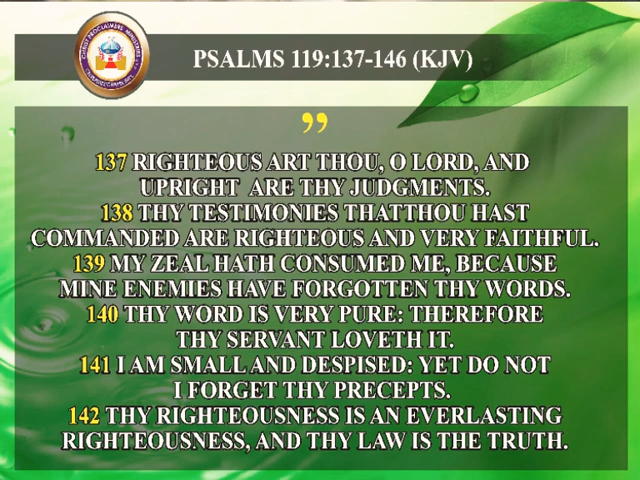 PSALMS 119:137-146 (KJV)
”
137 RIGHTEOUS ART THOU, O LORD, AND
UPRIGHT ARE THY JUDGMENTS.
138 THY TESTIMONIES THATTHOU HAST
COMMANDED ARE RIGHTEOUS AND VERY FAITHFUL.
139 MY ZEAL HATH CONSUMED ME, BECAUSE
MINE ENEMIES HAVE FORGOTTEN THY WORDS.
140 THY WORD IS VERY PURE: THEREFORE
THY SERVANT LOVETH IT.
141 I AM SMALL AND DESPISED: YET DO NOT
I FORGET THY PRECEPTS.
142 THY RIGHTEOUSNESS IS AN EVERLASTING
RIGHTEOUSNESS, AND THY LAW IS THE TRUTH.